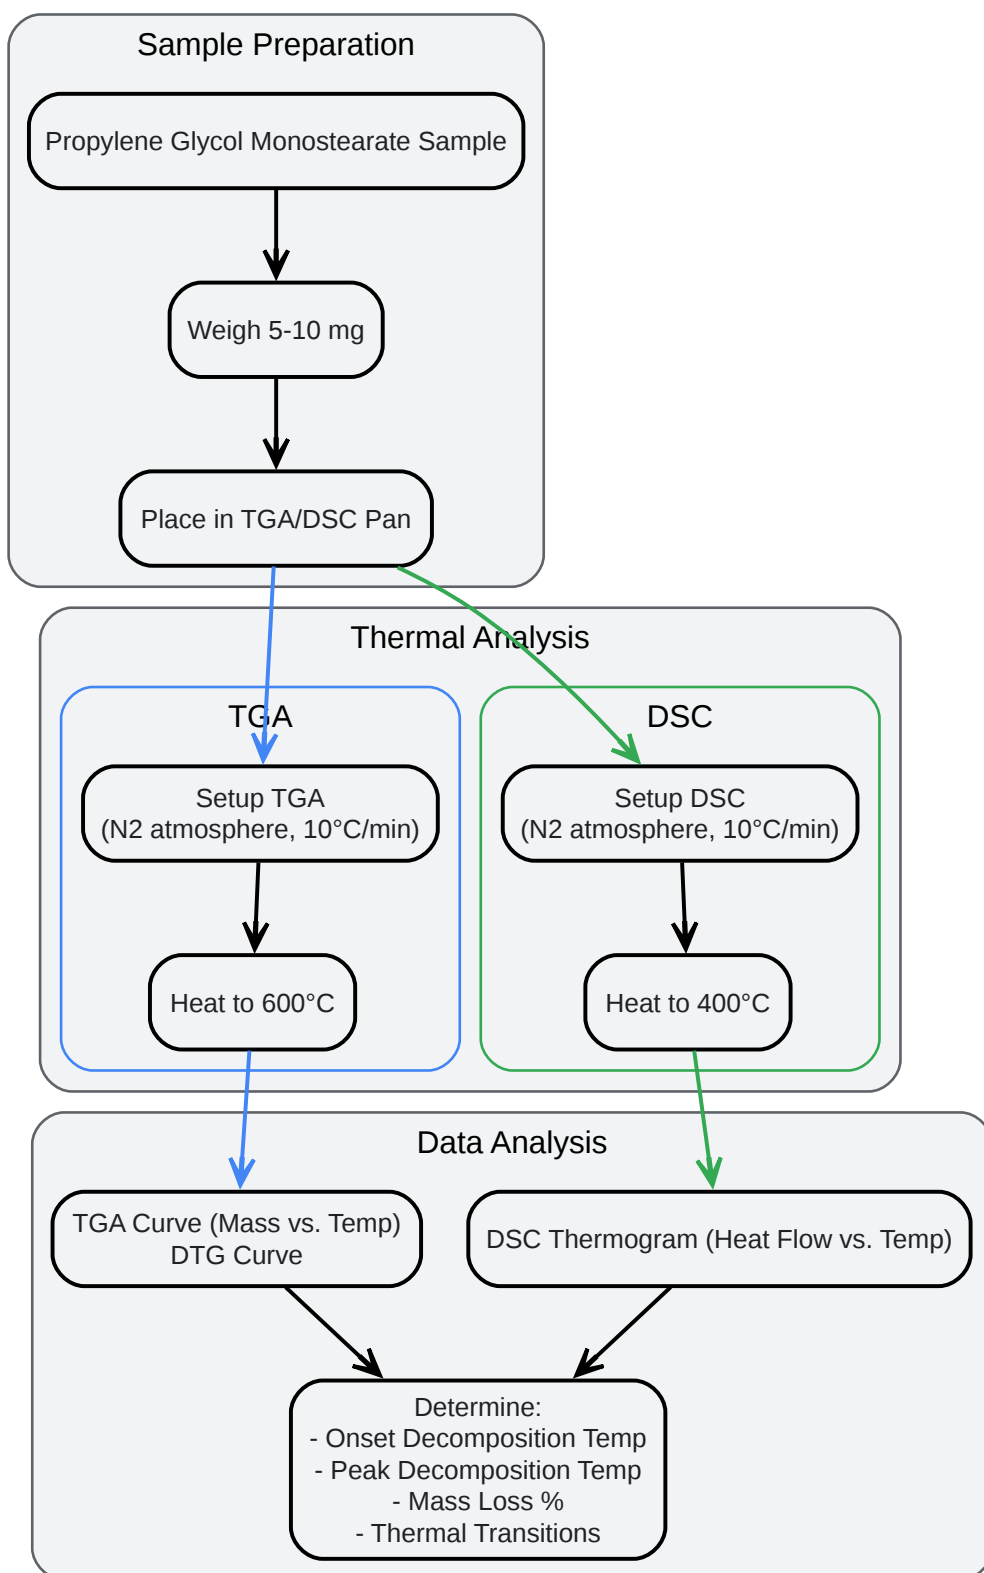 Sample Preparation
Propylene Glycol Monostearate Sample
Weigh 5-10 mg
Place in TGA/DSC Pan
Thermal Analysis
TGA
Setup TGA
(N2 atmosphere, 10°C/min)
Heat to 600°C
DSC
Setup DSC
(N2 atmosphere, 10°C/min)
Heat to 400°C
Data Analysis
TGA Curve (Mass vs. Temp)
DTG Curve
DSC Thermogram (Heat Flow vs. Temp)
Determine:
- Onset Decomposition Temp
- Peak Decomposition Temp
- Mass Loss %
- Thermal Transitions